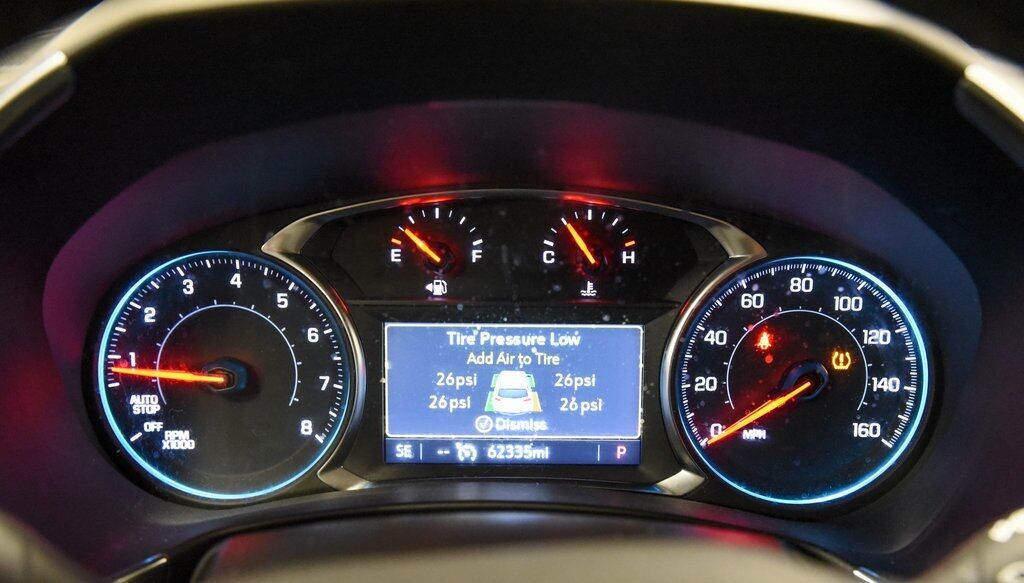 E F
C H
1 2 3 4 5 6 7 8
AUTO
STOP
OFF
RPM
X1000
Tire Pressure Low
Add Air to Tire
26psi 26psi
26psi 26psi
Dismiss
SE -- 62335mi P
0 20 40 60 80 100 120 140 160
MPH